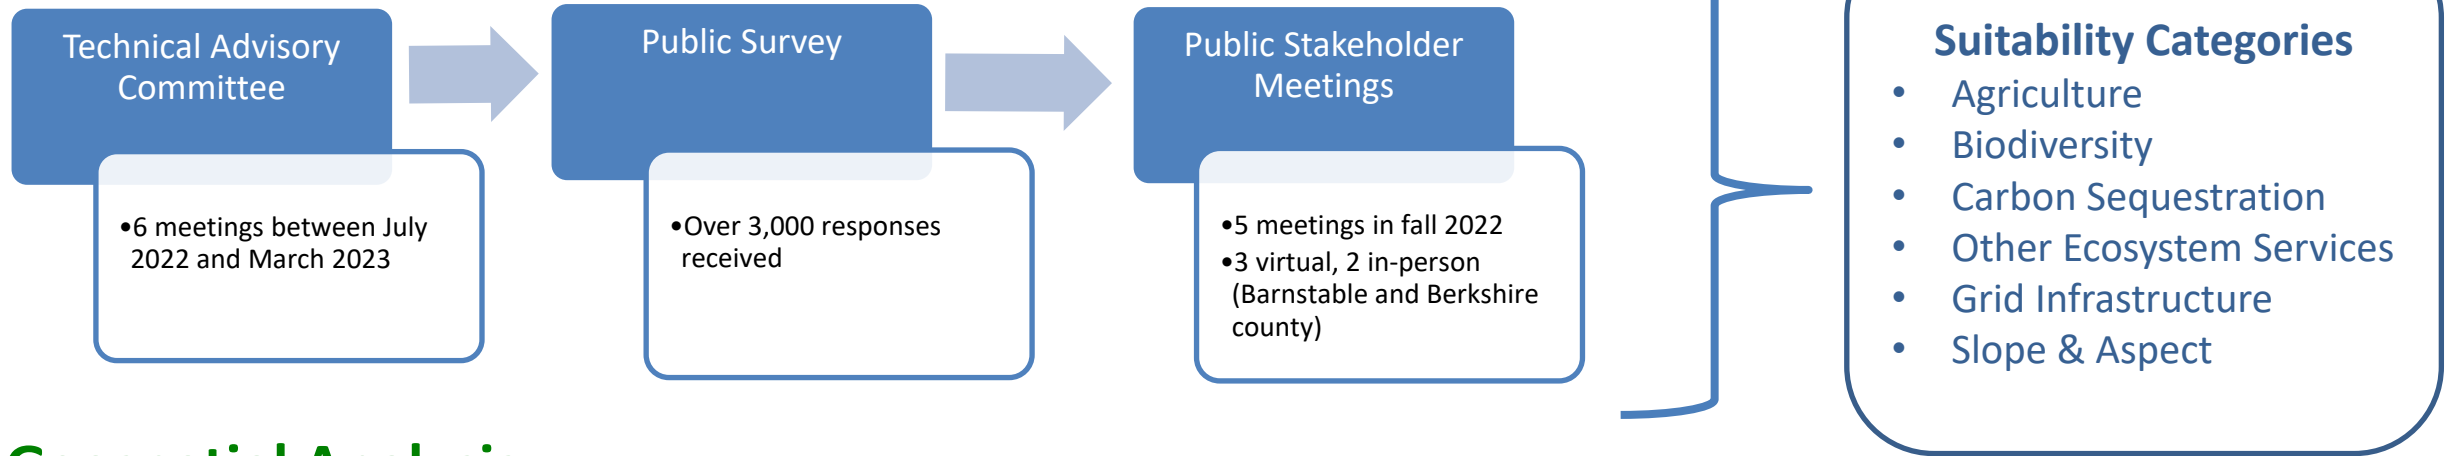 Technical Advisory
Committee
•6 meetings between July
2022 and March 2023
Public Survey
•Over 3,000 responses
received
Public Stakeholder
Meetings
•5 meetings in fall 2022
•3 virtual, 2 in-person
(Barnstable and Berkshire
county)
Suitability Categories
• Agriculture
• Biodiversity
• Carbon Sequestration
• Other Ecosystem Services
• Grid Infrastructure
• Slope & Aspect
Geospatial Analysis